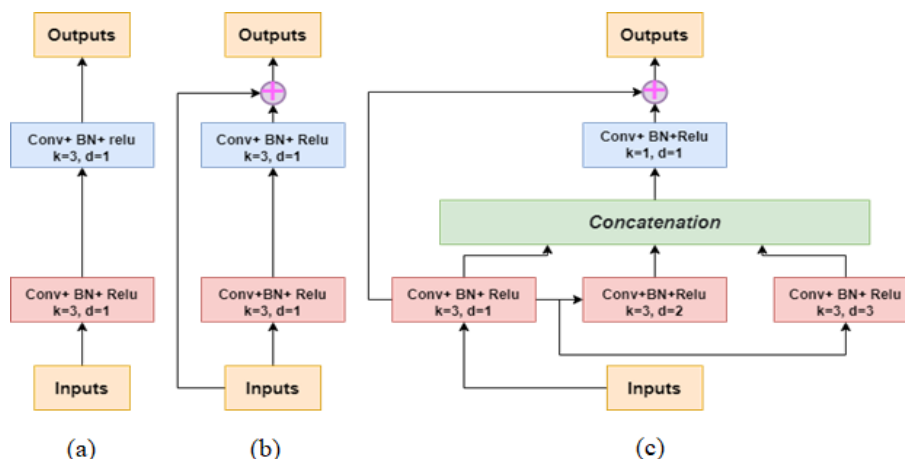 Outputs
Conv+ BN+ relu
k=3, d=1
Conv+ BN+ Relu
k=3, d=1
Inputs
(a)
Outputs
Conv+ BN+ Relu
k=3, d=1
Conv+BN+ Relu
k=3, d=1
Inputs
(b)
Outputs
Conv+ BN+Relu
k=1, d=1
Concatenation
Conv+ BN+ Relu
k=3, d=1
Conv+BN+Relu
k=3, d=2
Conv+ BN+ Relu
k=3, d=3
Inputs
(c)